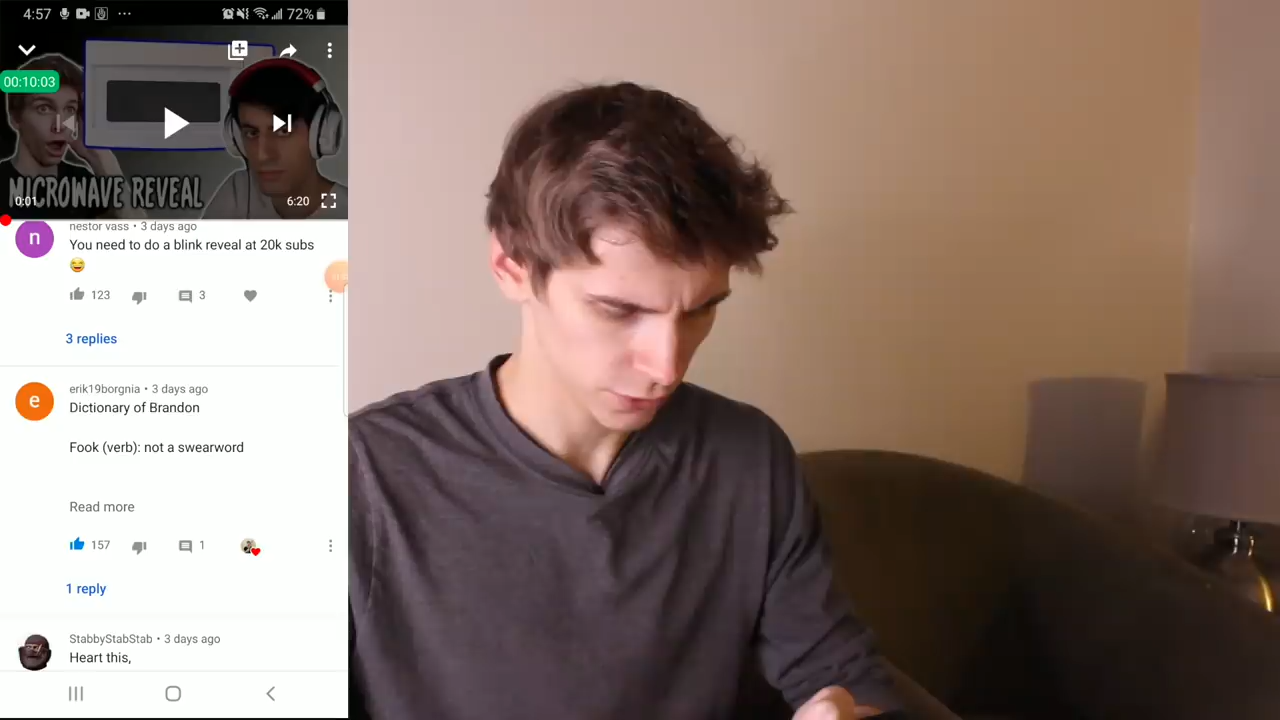 4:57
72%
00:10:03
MICROWAVE REVEAL
0:01
6:20
nestor vass • 3 days ago
n
You need to do a blink reveal at 20k subs
😂
123
3
3 replies
erik19borgnia • 3 days ago
e
Dictionary of Brandon
Fook (verb): not a swearword
Read more
157
1
1 reply
StabbyStabStab • 3 days ago
Heart this,